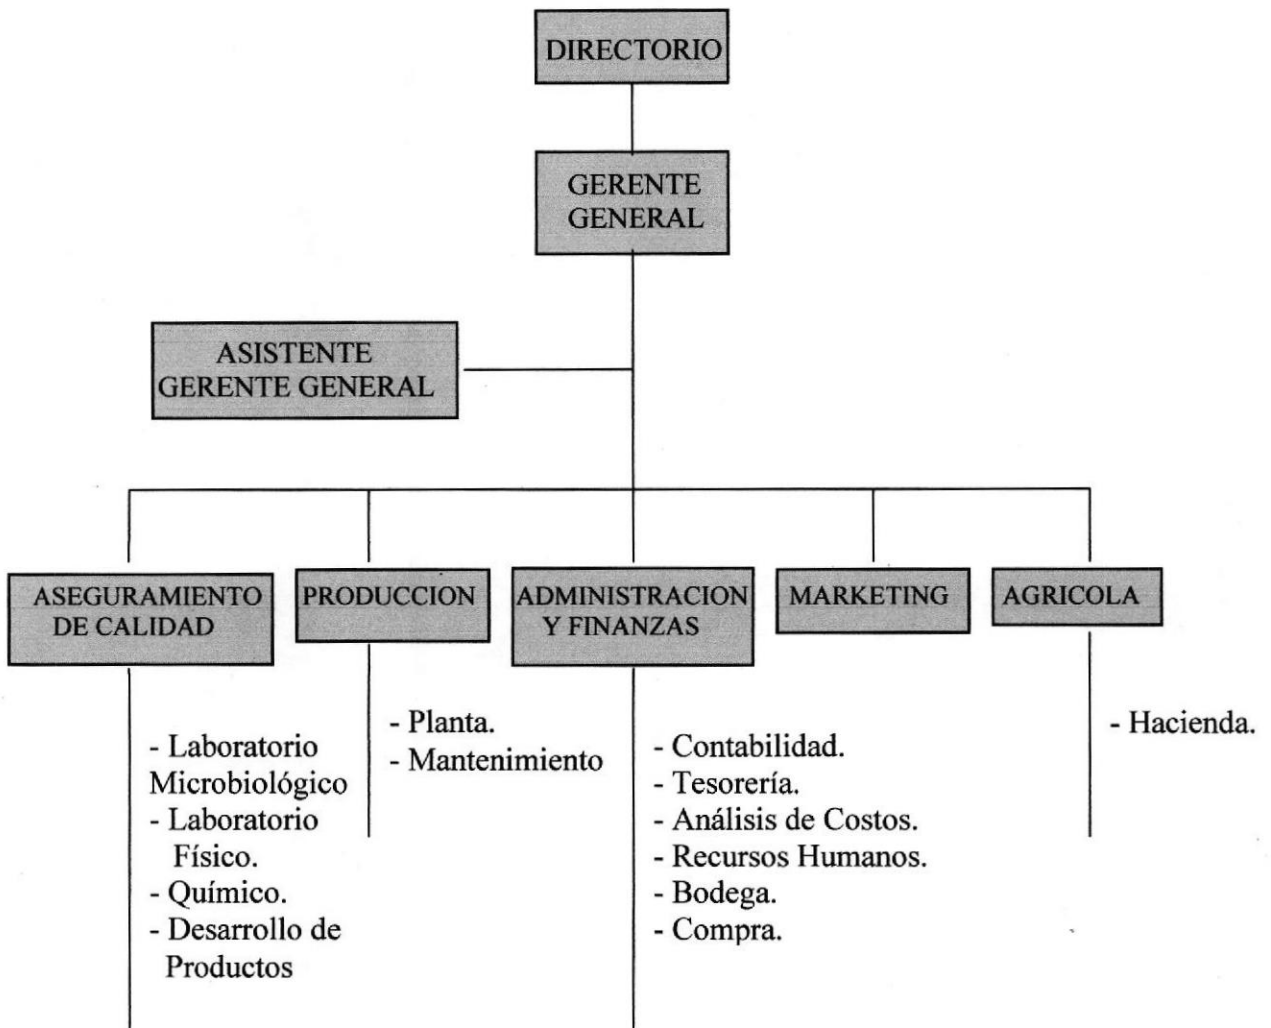 DIRECTORIO
GERENTE
GENERAL
ASISTENTE
GERENTE GENERAL
ASEGURAMIENTO
DE CALIDAD
PRODUCCION
ADMINISTRACION
Y FINANZAS
MARKETING
AGRICOLA
- Laboratorio
Microbiológico
- Laboratorio
Físico.
- Químico.
- Desarrollo de
Productos
- Planta.
- Mantenimiento
- Contabilidad.
- Tesorería.
- Análisis de Costos.
- Recursos Humanos.
- Bodega.
- Compra.
- Hacienda.